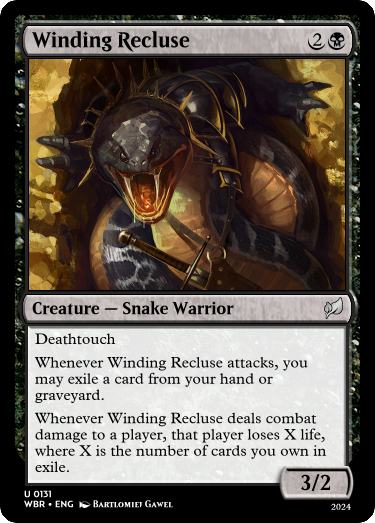 Winding Recluse 2
Creature — Snake Warrior
Deathtouch
Whenever Winding Recluse attacks, you
may exile a card from your hand or
graveyard.
Whenever Winding Recluse deals combat
damage to a player, that player loses X life,
where X is the number of cards you own in
exile.
3/2
U 0131
WBR • ENG Bartlomiej Gawel
2024